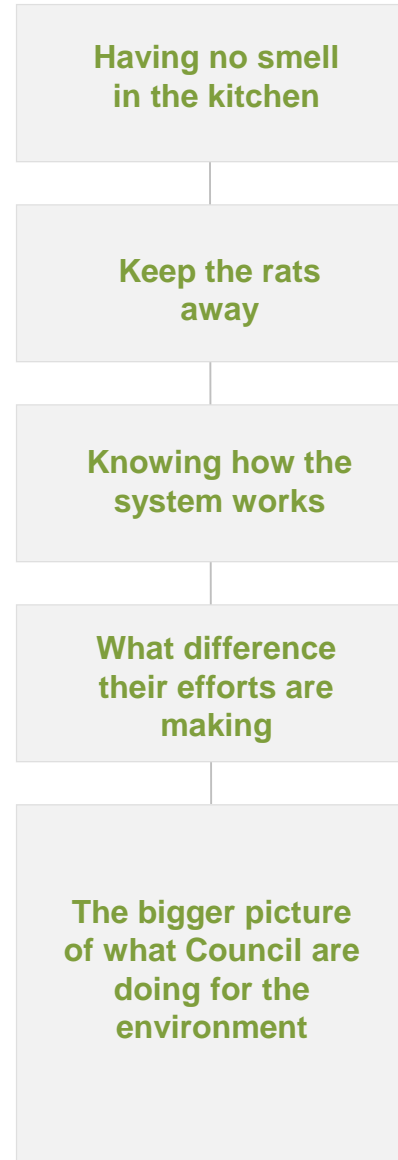 Having no smell
in the kitchen
Keep the rats
away
Knowing how the
system works
What difference
their efforts are
making
The bigger picture
of what Council are
doing for the
environment